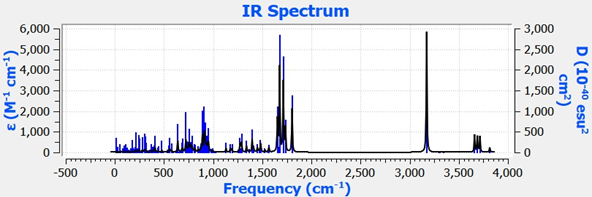 IR Spectrum
6,000
5,000
4,000
3,000
2,000
1,000
0
ε (M-1 cm-1)
3,000
2,500
2,000
1,500
1,000
500
0
D (10-40 esu2
cm2)
-500 0 500 1,000 1,500 2,000 2,500 3,000 3,500 4,000
Frequency (cm-1)